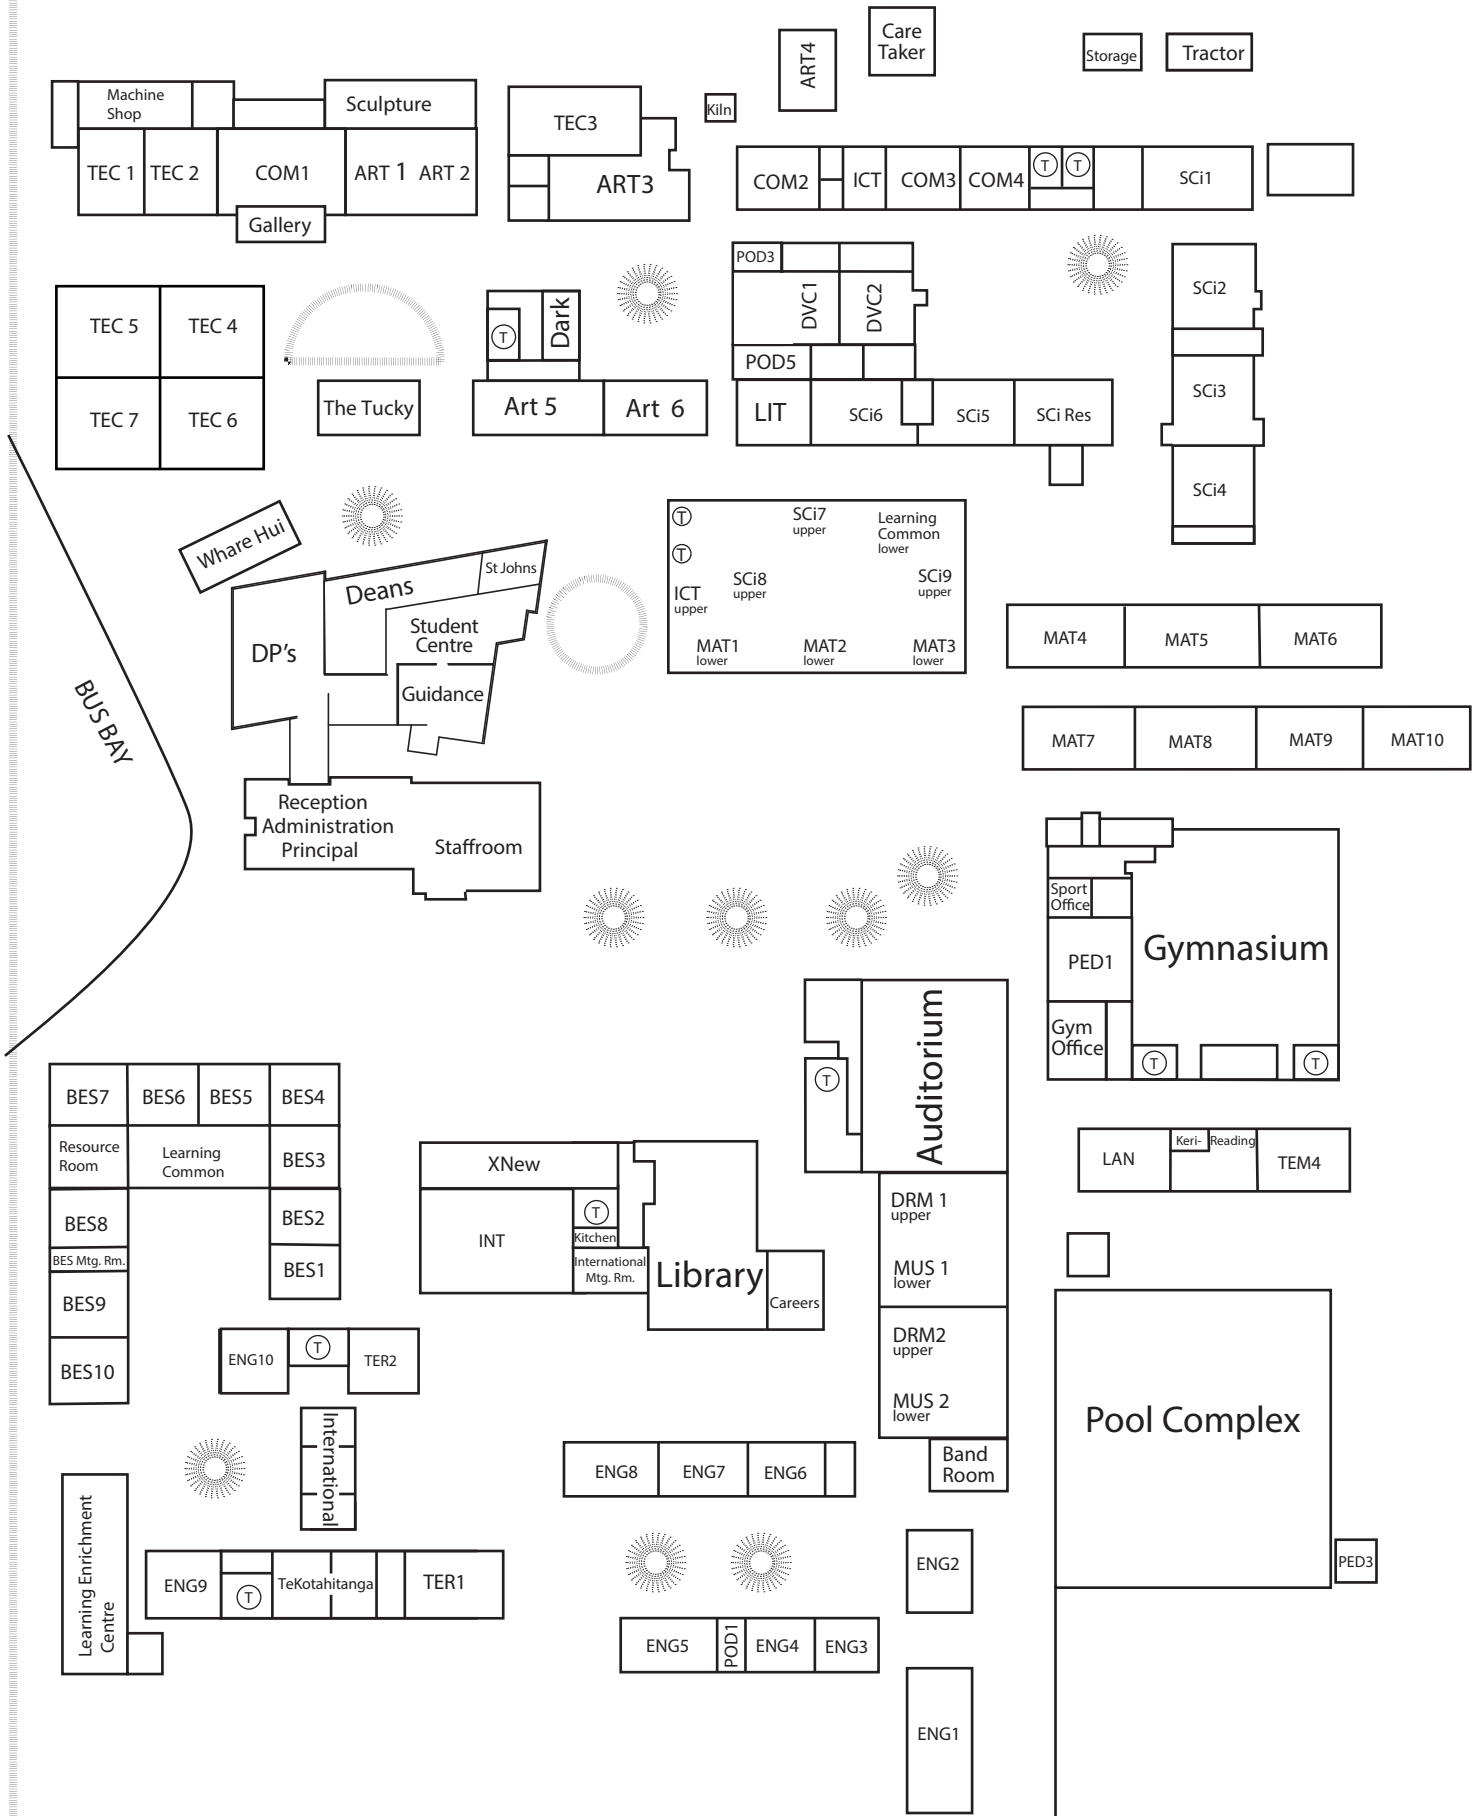 Care
Taker
ART4
Storage
Tractor
Machine
Shop
Sculpture
Kiln
TEC3
TEC 1
TEC 2
COM1
ART 1
ART 2
ART3
COM2
ICT
COM3
COM4
T
T
SCi1
Gallery
POD3
DVC1
DVC2
SCi2
TEC 5
TEC 4
T
Dark
POD5
TEC 7
TEC 6
The Tucky
Art 5
Art 6
LIT
SCi6
SCi5
SCi Res
SCi3
SCi4
Whare Hui
T
SCi7
upper
Learning
Common
lower
T
ICT
upper
SCi8
upper
SCi9
upper
MAT1
lower
MAT2
lower
MAT3
lower
Deans
St Johns
Student
Centre
DP's
Guidance
MAT4
MAT5
MAT6
BUS BAY
MAT7
MAT8
MAT9
MAT10
Reception
Administration
Principal
Staffroom
Sport
Office
PED1
Gymnasium
Gym
Office
T
T
Auditorium
T
BES7
BES6
BES5
BES4
Resource
Room
Learning
Common
BES3
BES8
BES2
BES Mtg. Rm.
BES1
BES9
BES10
XNew
INT
T
Kitchen
International
Mtg. Rm.
Library
Careers
LAN
Keri-
Reading
TEM4
DRM 1
upper
MUS 1
lower
DRM2
upper
MUS 2
lower
Band
Room
ENG10
T
TER2
International
Pool Complex
ENG8
ENG7
ENG6
Learning Enrichment
Centre
ENG9
T
TeKotahitanga
TER1
ENG2
PED3
ENG5
POD1
ENG4
ENG3
ENG1